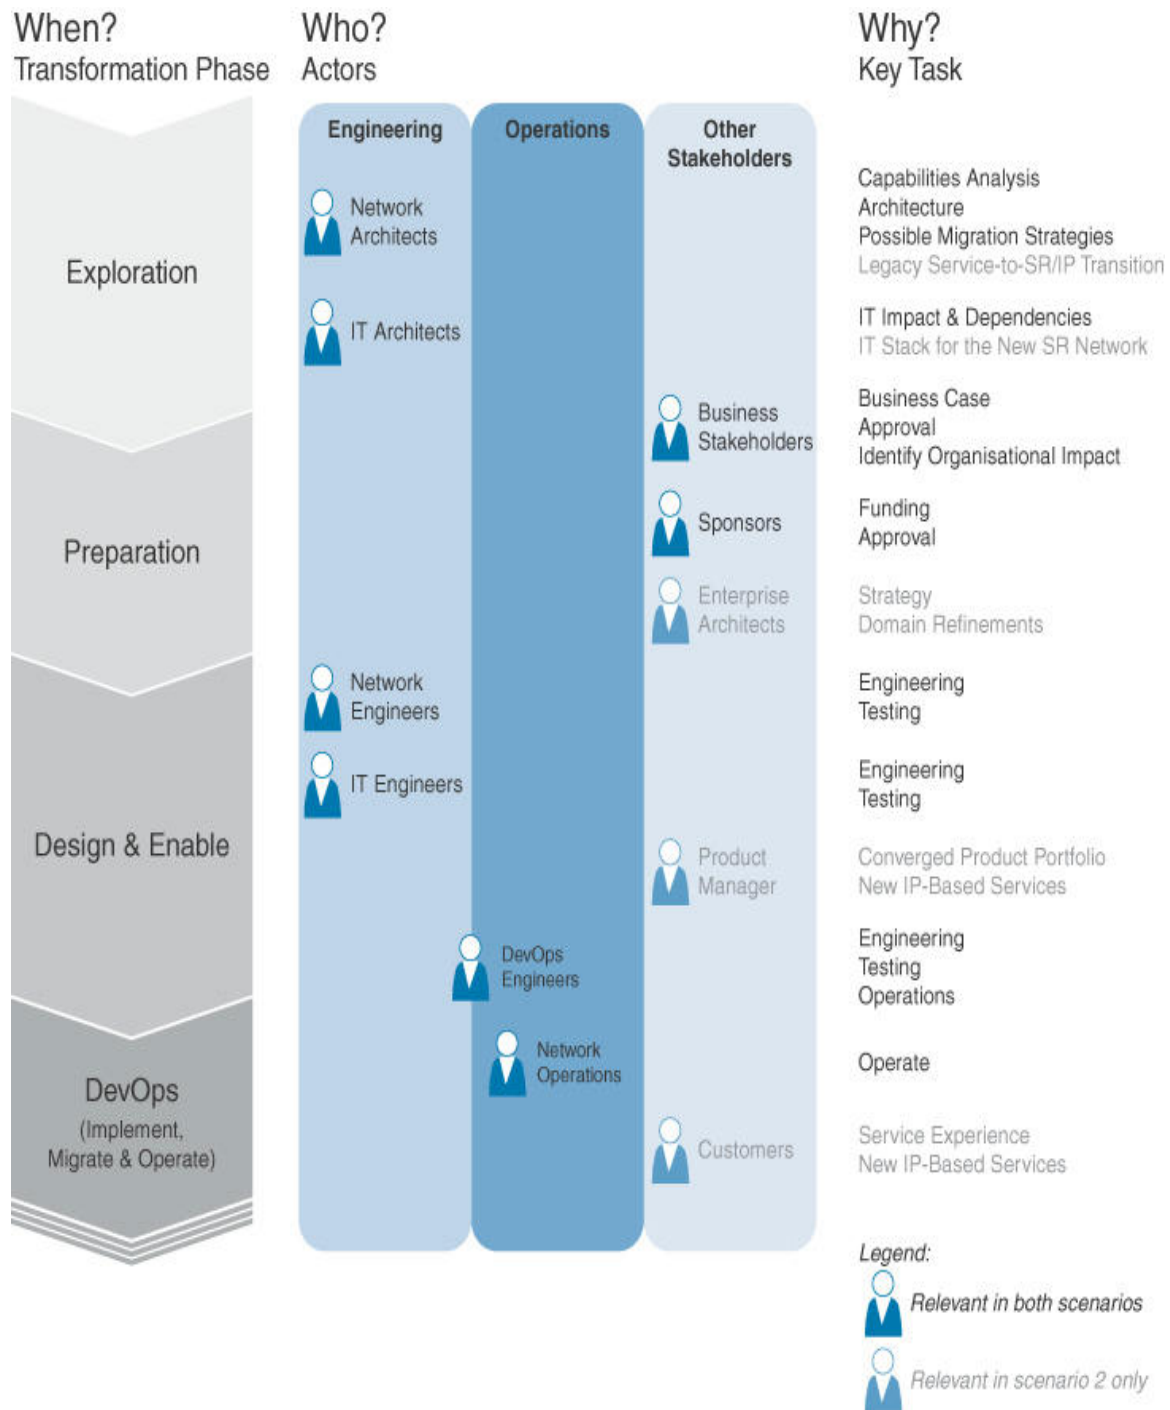 When?
Transformation Phase
Who?
Actors
Why?
Key Task
Engineering
Operations
Other
Stakeholders
Exploration
Network
Architects
Capabilities Analysis
Architecture
Possible Migration Strategies
Legacy Service-to-SR/IP Transition
IT Architects
IT Impact & Dependencies
IT Stack for the New SR Network
Business
Stakeholders
Business Case
Approval
Identify Organisational Impact
Preparation
Sponsors
Funding
Approval
Enterprise
Architects
Strategy
Domain Refinements
Network
Engineers
Engineering
Testing
Design & Enable
IT Engineers
Engineering
Testing
Product
Manager
Converged Product Portfolio
New IP-Based Services
DevOps
Engineers
Engineering
Testing
Operations
DevOps
(Implement,
Migrate & Operate)
Network
Operations
Operate
Customers
Service Experience
New IP-Based Services
Legend:
Relevant in both scenarios
Relevant in scenario 2 only